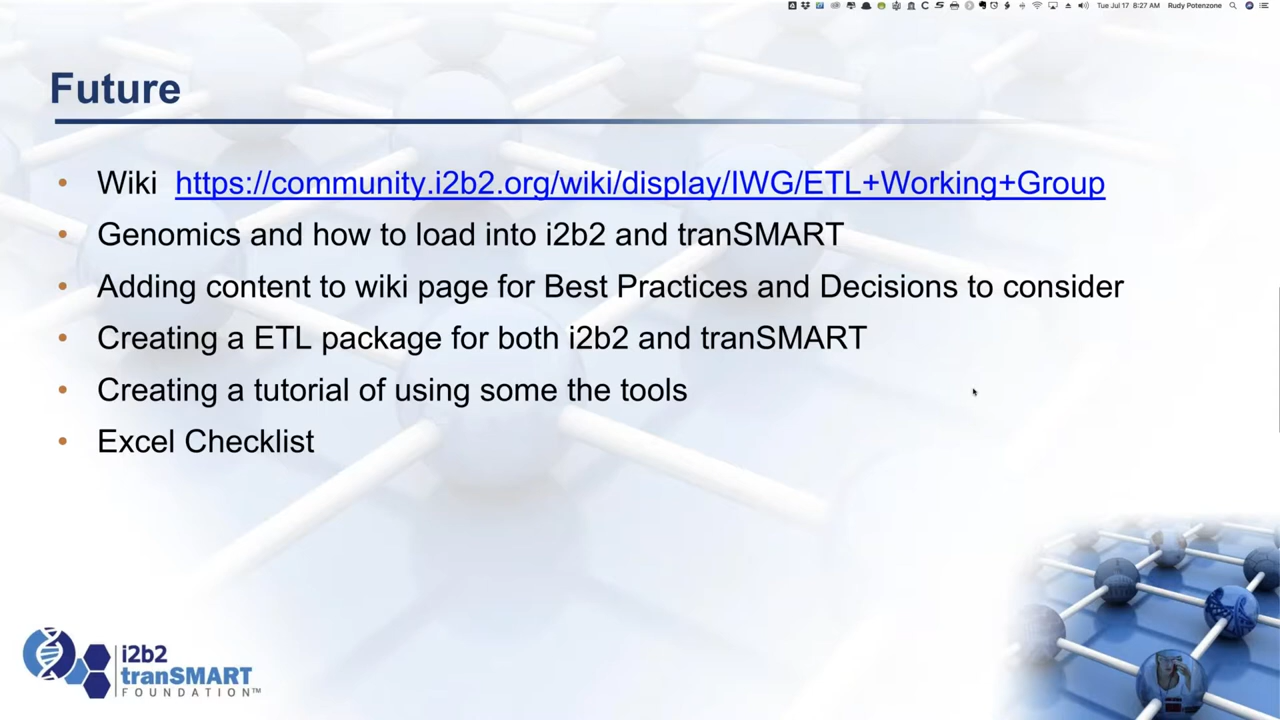 Tue Jul 17 8:27 AM Rudy Potenzone
Future
• Wiki https://community.i2b2.org/wiki/display/IWG/ETL+Working+Group
• Genomics and how to load into i2b2 and tranSMART
• Adding content to wiki page for Best Practices and Decisions to consider
• Creating a ETL package for both i2b2 and tranSMART
• Creating a tutorial of using some the tools
• Excel Checklist
i2b2
tranSMART
FOUNDATION™